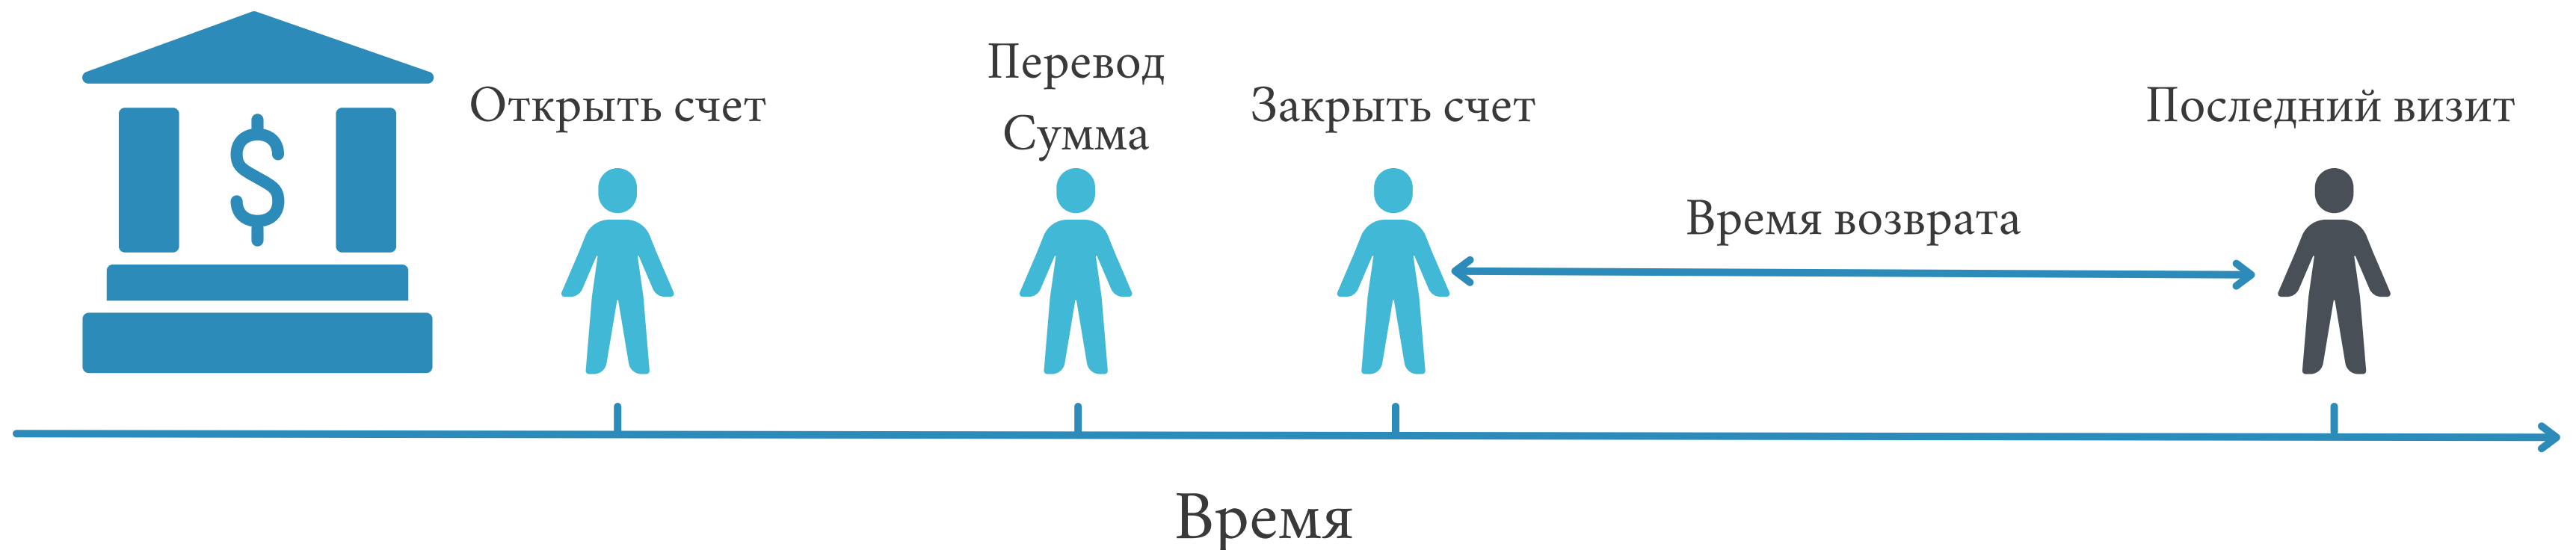 Открыть счет
Перевод
Сумма
Закрыть счет
Последний визит
Время возврата
Время